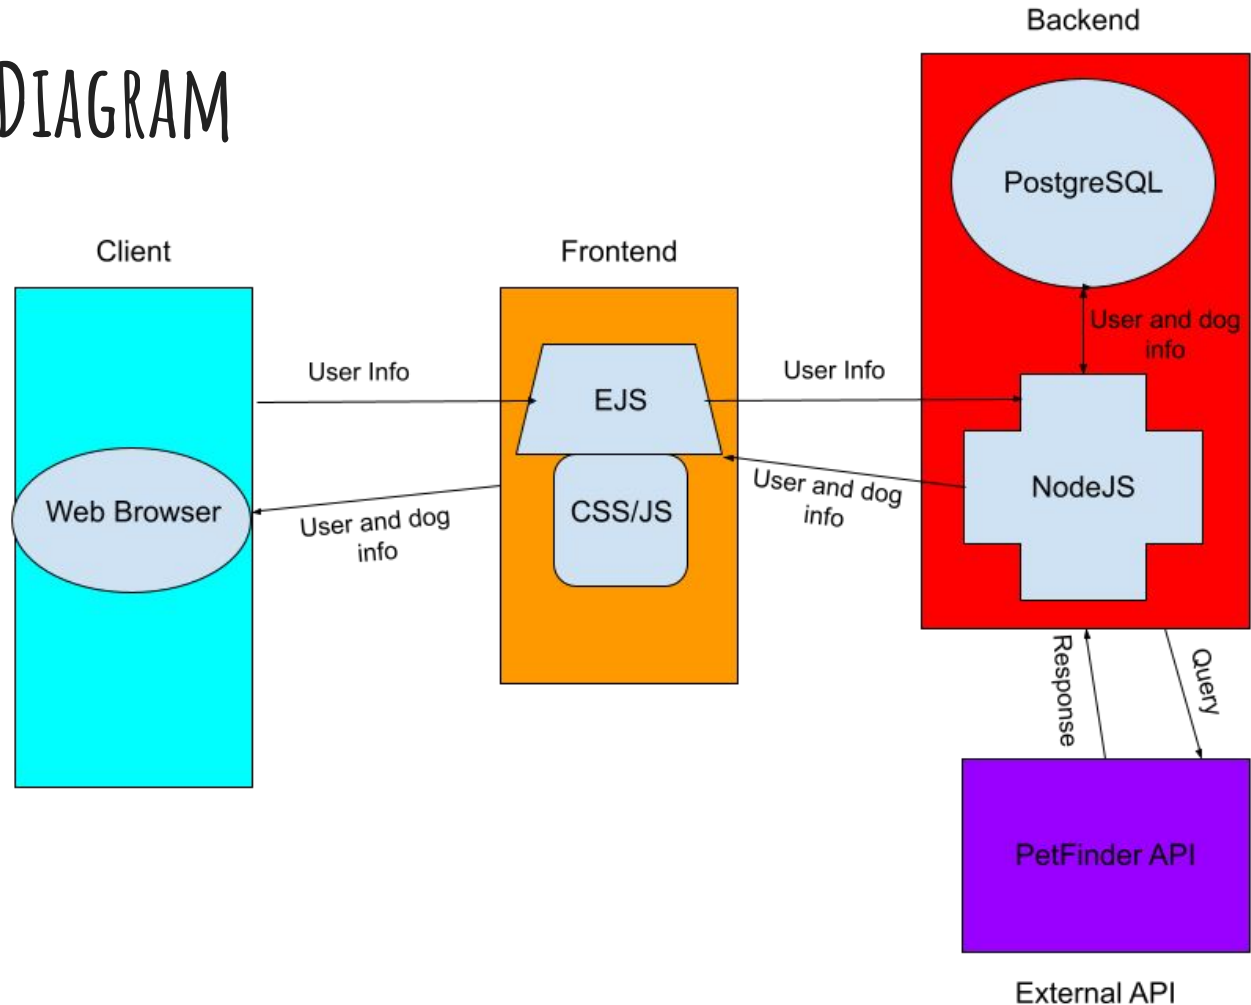 DIAGRAM
Backend
PostgreSQL
Client
Frontend
User and dog
info
User Info
User Info
EJS
NodeJS
Web Browser
CSS/JS
User and dog
info
User and dog
info
Response
Query
PetFinder API
External API